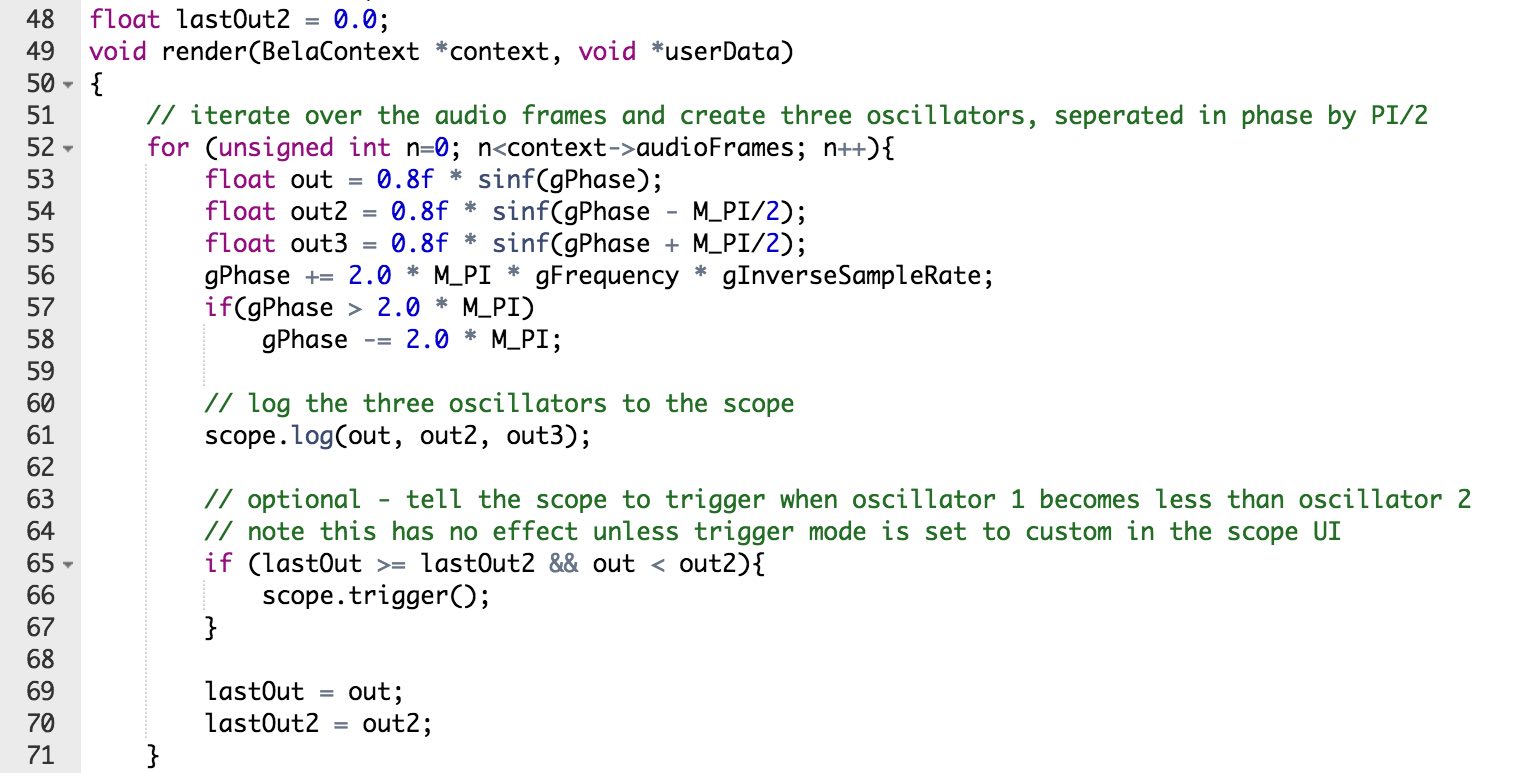 48 float lastOut2 = 0.0;
49 void render(BelaContext *context, void *userData)
50 {
51     // iterate over the audio frames and create three oscillators, seperated in phase by PI/2
52     for (unsigned int n=0; n<context->audioFrames; n++){
53         float out = 0.8f * sinf(gPhase);
54         float out2 = 0.8f * sinf(gPhase - M_PI/2);
55         float out3 = 0.8f * sinf(gPhase + M_PI/2);
56         gPhase += 2.0 * M_PI * gFrequency * gInverseSampleRate;
57         if(gPhase > 2.0 * M_PI)
58             gPhase -= 2.0 * M_PI;
59
60         // log the three oscillators to the scope
61         scope.log(out, out2, out3);
62
63         // optional - tell the scope to trigger when oscillator 1 becomes less than oscillator 2
64         // note this has no effect unless trigger mode is set to custom in the scope UI
65         if (lastOut >= lastOut2 && out < out2){
66             scope.trigger();
67         }
68
69         lastOut = out;
70         lastOut2 = out2;
71     }